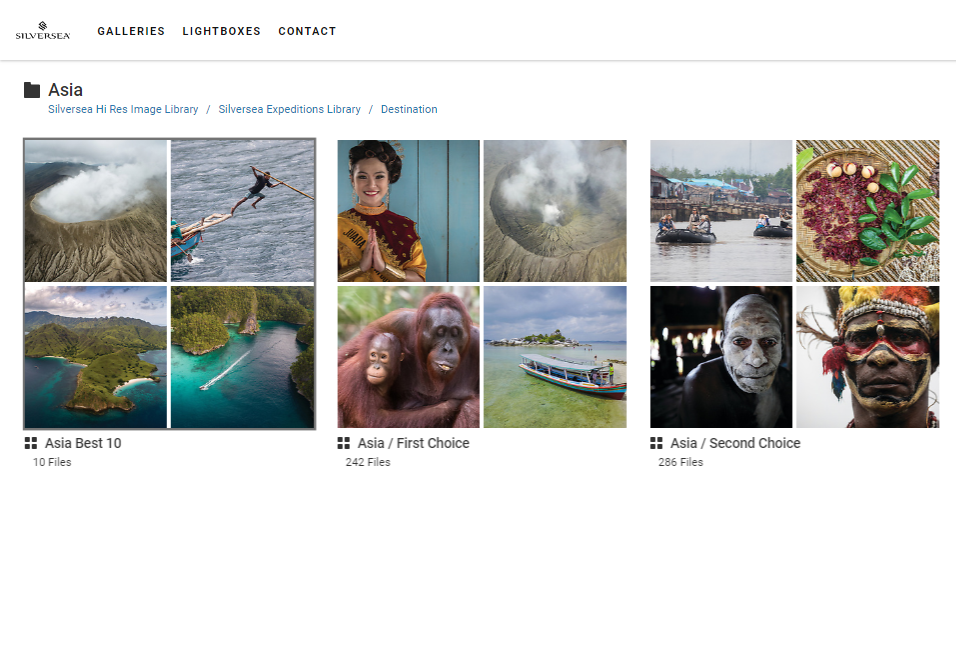 SILVERSEA
GALLERIES LIGHTBOXES CONTACT
Asia
Silversea Hi Res Image Library / Silversea Expeditions Library / Destination
JUARA
Asia Best 10
10 Files
Asia / First Choice
242 Files
Asia / Second Choice
286 Files